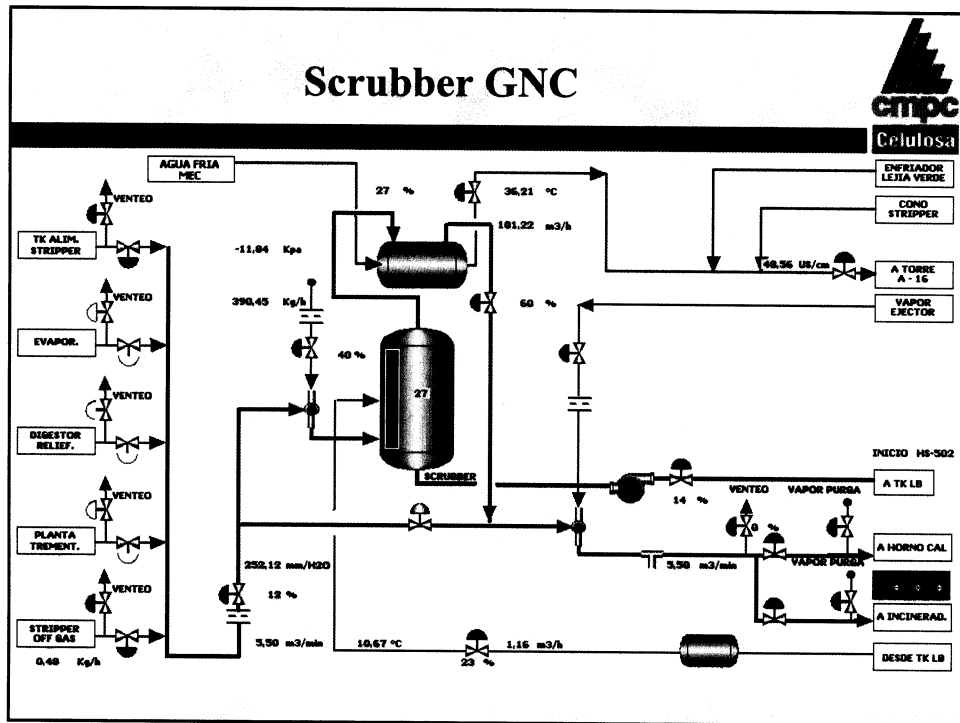 Scrubber GNC
cmpc
Celulosa
AGUA FRIA
MEC
27 %
36,21 °C
ENFRIADOR
LEJIA VERDE
VENTEO
181,22 m3/h
CONO
STRIPPER
TK ALIM.
STRIPPER
-11,84 Kpa
48,56 US/cm
A TORRE
A - 16
VENTEO
390,45 Kg/h
60 %
VAPOR
EJECTOR
EVAPOR.
40 %
27
VENTEO
DIGESTOR
RELIEF.
INICIO HS-502
SCRUBBER
A TK LB
VENTEO
14 %
VENTEO
VAPOR PURGA
0 %
PLANTA
TREMENT.
A HORNO CAL
252,12 mm/H2O
5,50 m3/min
VAPOR PURGA
VENTEO
12 %
A INCINERAD.
STRIPPER
OFF GAS
5,50 m3/min
10,67 °C
1,16 m3/h
0,48 Kg/h
23 %
DESDE TK LB